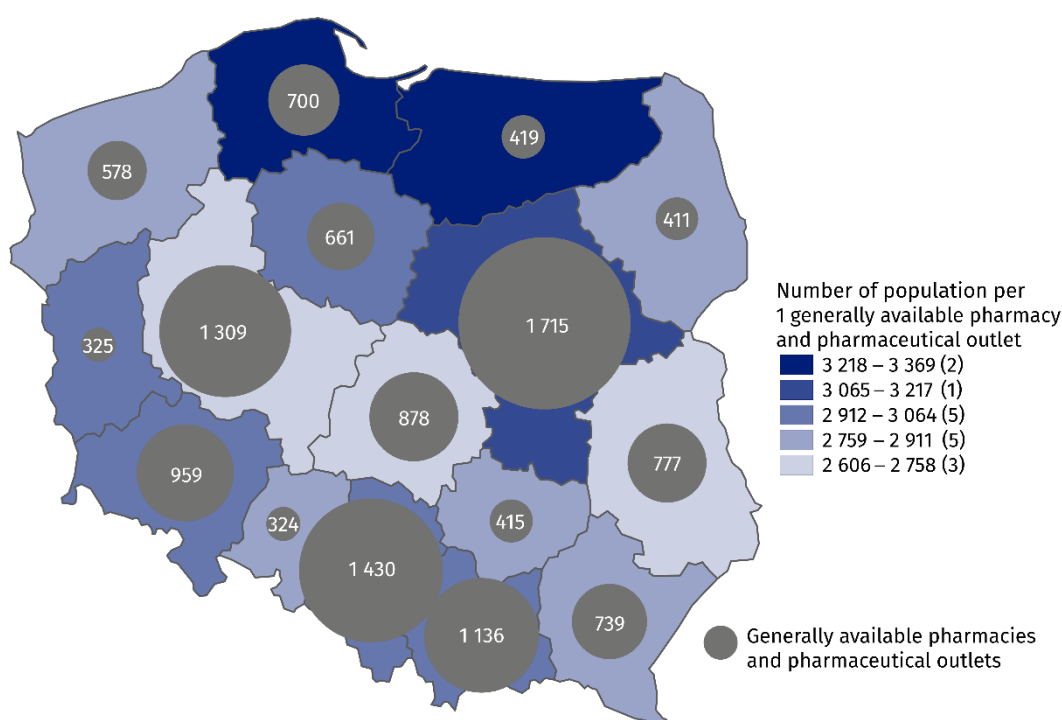 700
419
578
411
661
1 715
1 309
325
878
777
959
324
415
1 430
1 136
739
Number of population per
1 generally available pharmacy
and pharmaceutical outlet
3 218 – 3 369 (2)
3 065 – 3 217 (1)
2 912 – 3 064 (5)
2 759 – 2 911 (5)
2 606 – 2 758 (3)
Generally available pharmacies
and pharmaceutical outlets